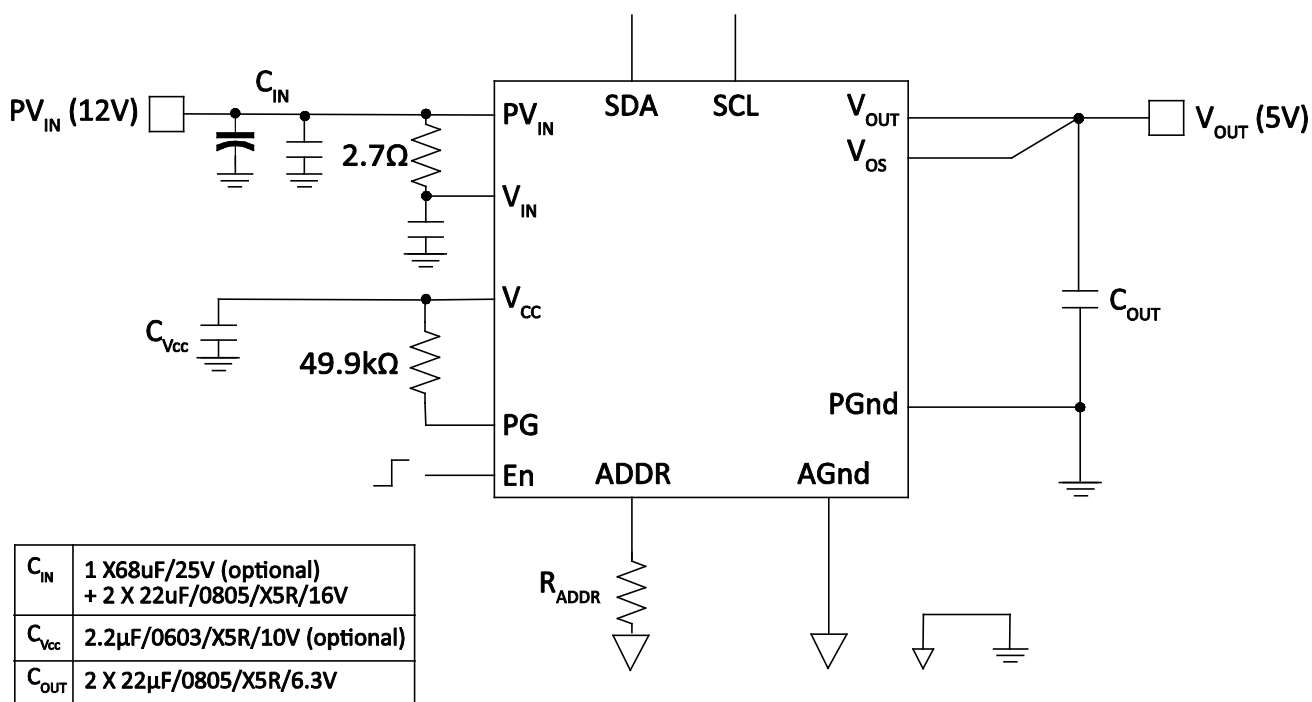 SDA SCL
C_IN
PV_IN (12V)
PV_IN
V_OUT
V_OUT (5V)
2.7Ω
V_OS
V_IN
V_CC
C_OUT
C_Vcc
49.9kΩ
PGnd
PG
En
ADDR
AGnd
R_ADDR
C_IN 1 X68uF/25V (optional)
+ 2 X 22uF/0805/X5R/16V
C_Vcc 2.2µF/0603/X5R/10V (optional)
C_OUT 2 X 22µF/0805/X5R/6.3V